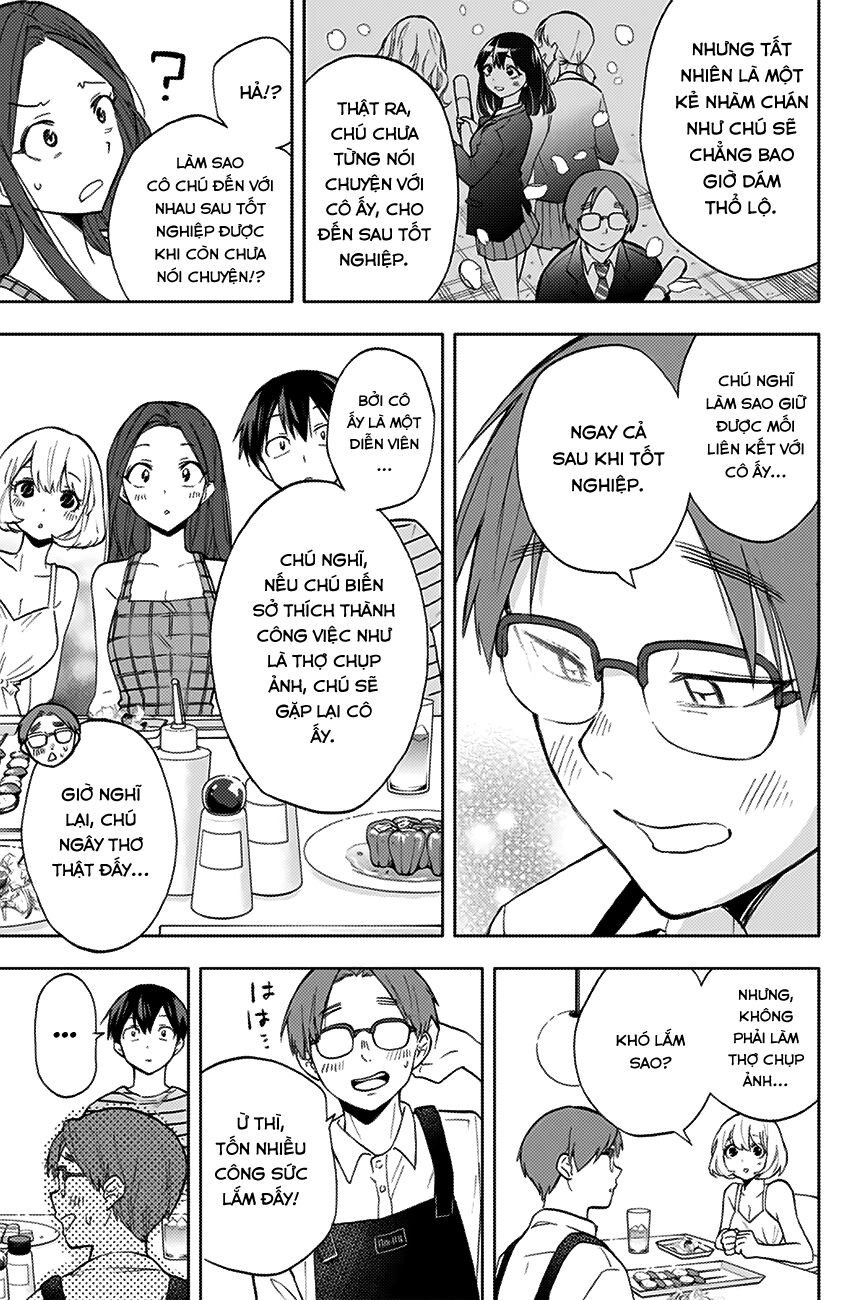 NHƯNG TẤT
NHIÊN LÀ MỘT
KẺ NHÀM CHÁN
NHƯ CHÚ SẼ
CHẲNG BAO
GIỜ DÁM
THỔ LỘ.
THẬT RA,
CHÚ CHƯA
TỪNG NÓI
CHUYỆN VỚI
CÔ ẤY, CHO
ĐẾN SAU TỐT
NGHIỆP.
?
HẢ!?
LÀM SAO
CÔ CHÚ ĐẾN VỚI
NHAU SAU TỐT
NGHIỆP ĐƯỢC
KHI CÒN CHƯA
NÓI CHUYỆN!?
CHÚ NGHĨ
LÀM SAO GIỮ
ĐƯỢC MỐI
LIÊN KẾT VỚI
CÔ ẤY...
NGAY CẢ
SAU KHI TỐT
NGHIỆP.
BỞI CÔ
ẤY LÀ MỘT
DIỄN VIÊN
...
CHÚ NGHĨ,
NẾU CHÚ BIẾN
SỞ THÍCH THÀNH
CÔNG VIỆC NHƯ
LÀ THỢ CHỤP
ẢNH, CHÚ SẼ
GẶP LẠI CÔ
ẤY.
GIỜ NGHĨ
LẠI, CHÚ
NGÂY THƠ
THẬT ĐẤY...
NHƯNG,
KHÔNG
PHẢI LÀM
THỢ CHỤP
ẢNH...
KHÓ LẮM
SAO?
はは…
Ừ THÌ,
TỐN NHIỀU
CÔNG SỨC
LẮM ĐẤY!
...